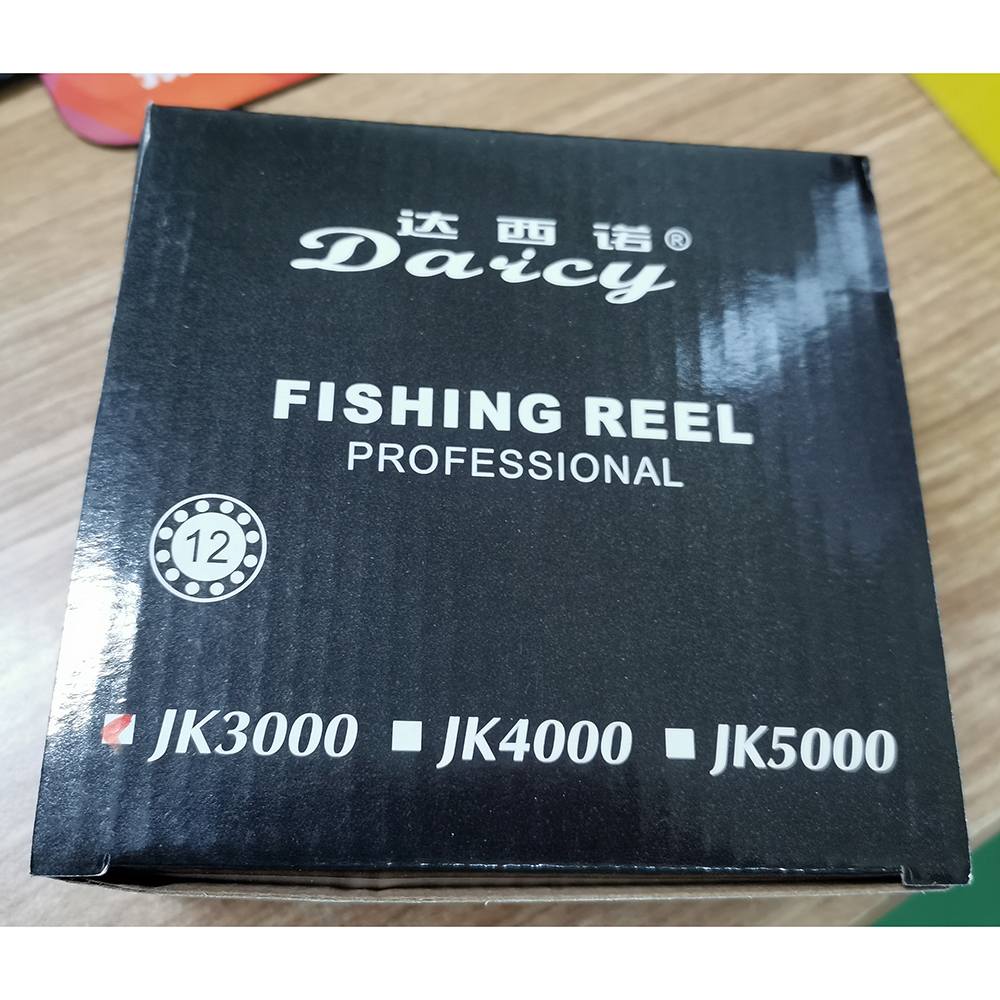 达西诺®
Daicy
FISHING REEL
PROFESSIONAL
12
JK3000 JK4000 JK5000